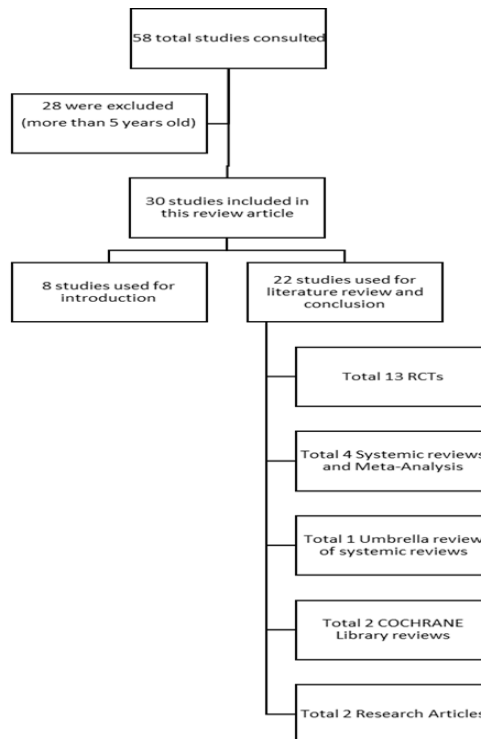 58 total studies consulted
28 were excluded
(more than 5 years old)
30 studies included in
this review article
8 studies used for
introduction
22 studies used for
literature review and
conclusion
Total 13 RCTs
Total 4 Systemic reviews
and Meta-Analysis
Total 1 Umbrella review
of systemic reviews
Total 2 COCHRANE
Library reviews
Total 2 Research Articles